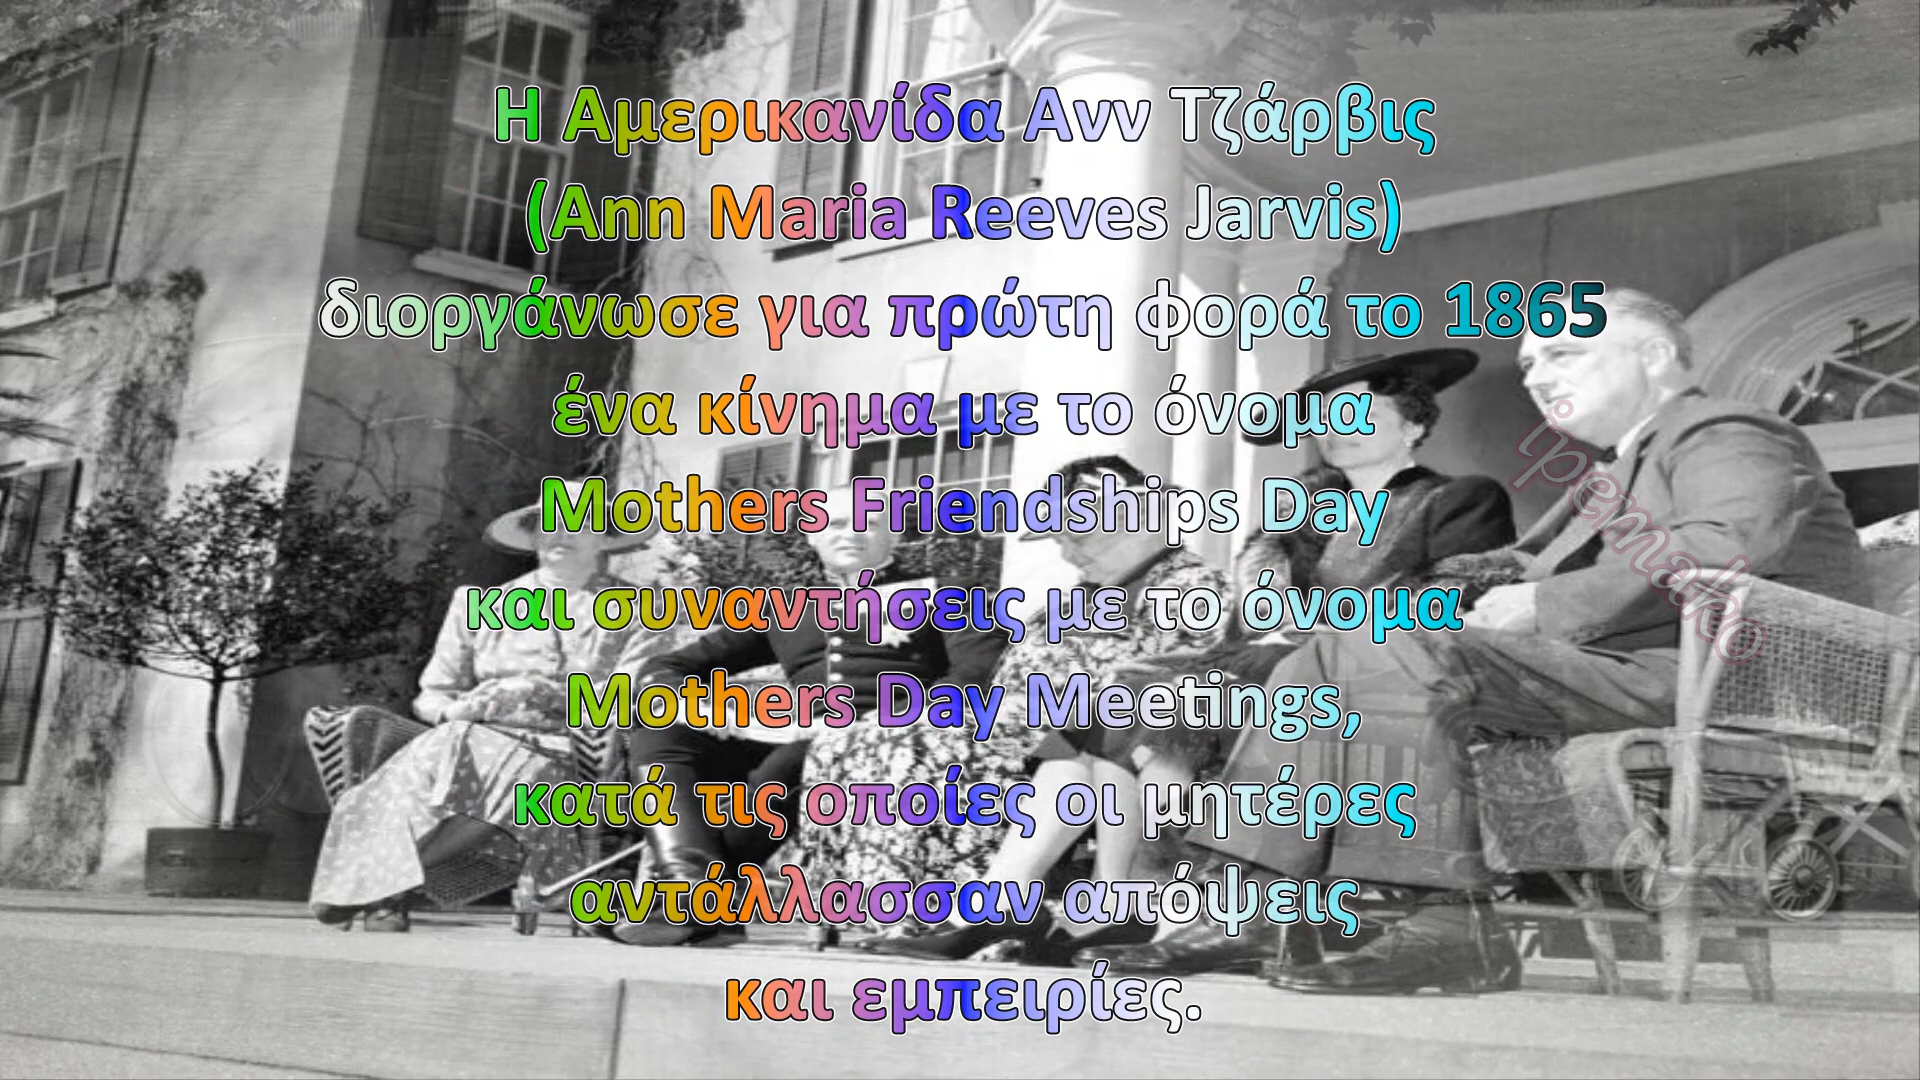 Η Αμερικανίδα Ανν Τζάρβις
(Ann Maria Reeves Jarvis)
διοργάνωσε για πρώτη φορά το 1865
ένα κίνημα με το όνομα
Mothers Friendships Day
και συναντήσεις με το όνομα
Mothers Day Meetings,
κατά τις οποίες οι μητέρες
αντάλλασσαν απόψεις
και εμπειρίες.
ipemako